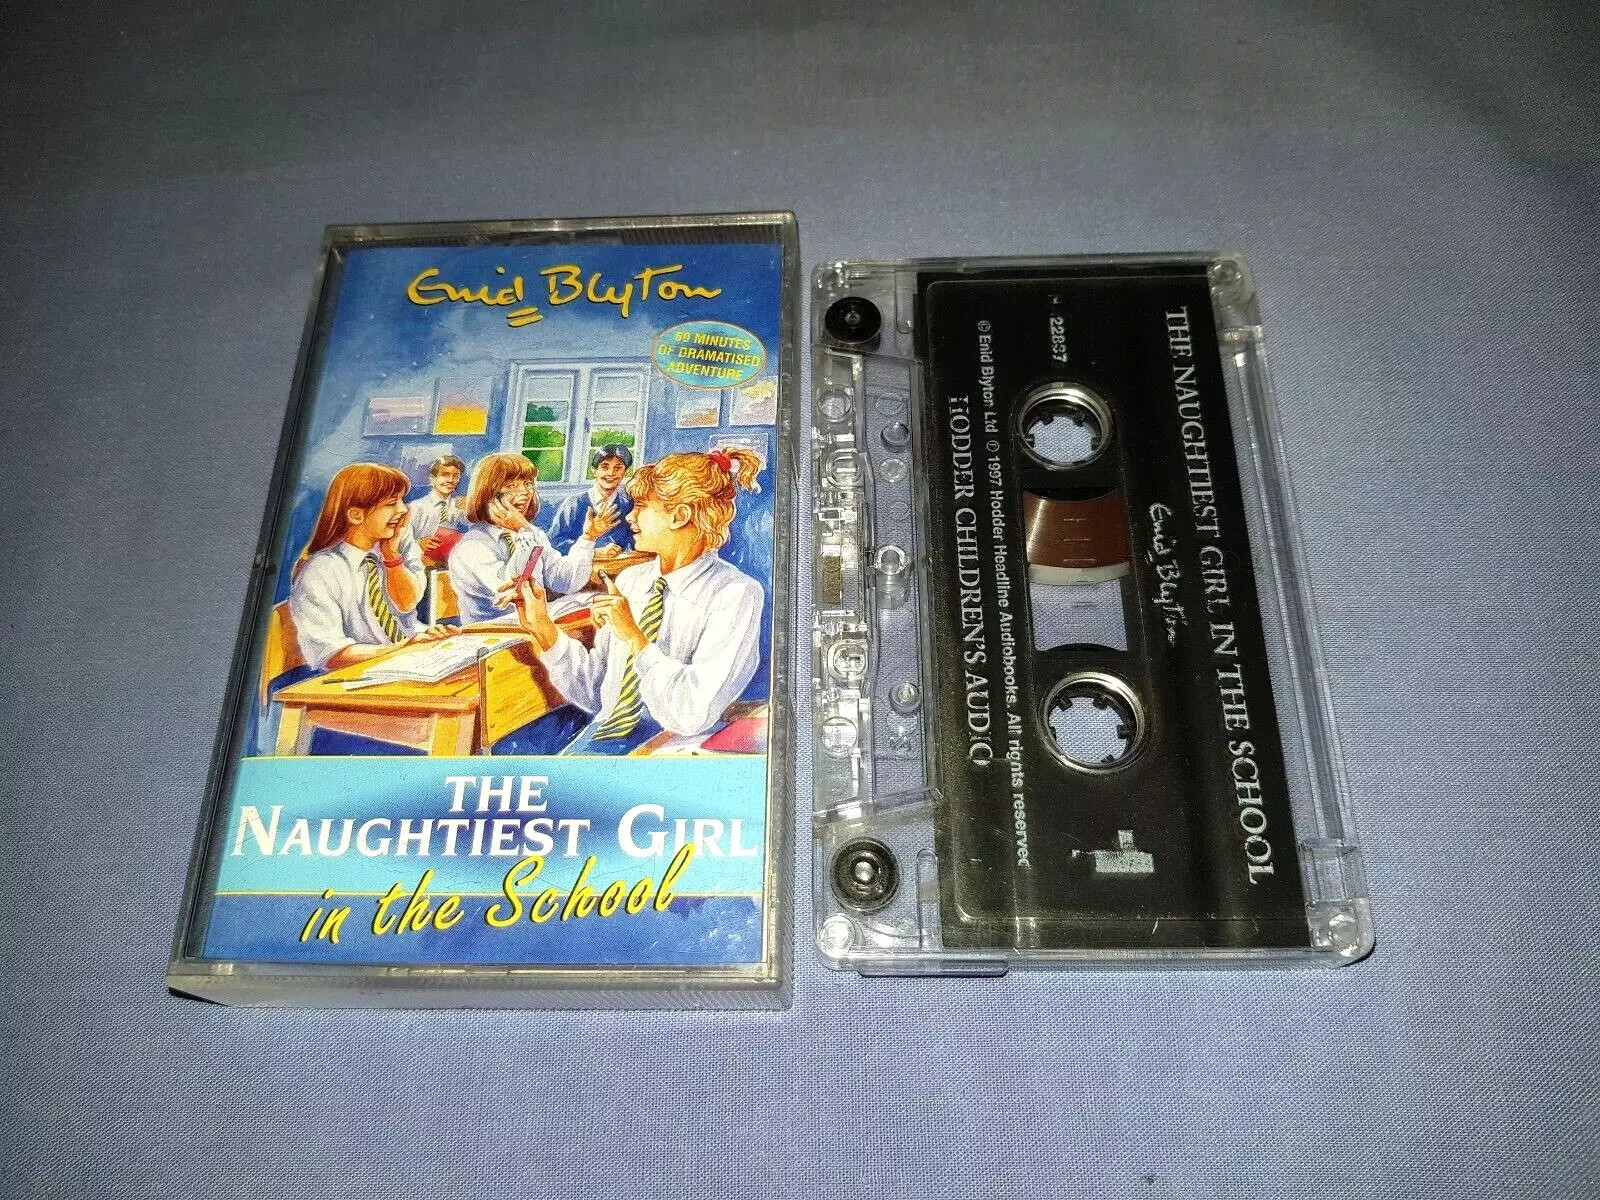 Enid Blyton
60 MINUTES
OF DRAMATISED
ADVENTURE
THE
NAUGHTIEST GIRL
in the School
THE NAUGHTIEST GIRL IN THE SCHOOL
Enid Blyton
22897
© Enid Blyton Ltd ℗ 1997 Hodder Headline Audiobooks. All rights reserved
HODDER CHILDREN'S AUDIO